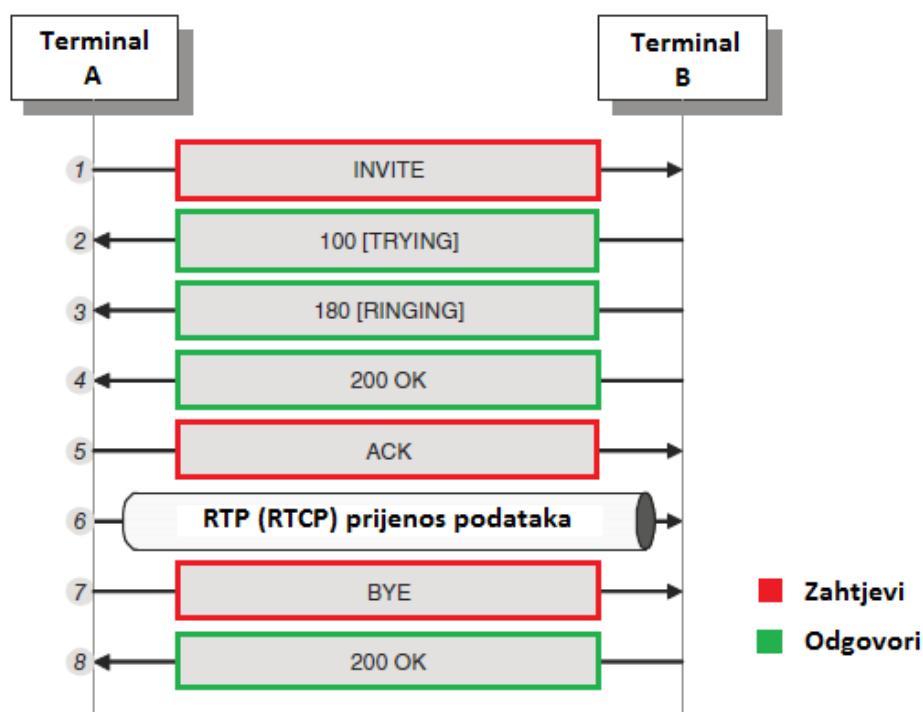 Terminal
A
Terminal
B
1
INVITE
2
100 [TRYING]
3
180 [RINGING]
4
200 OK
5
ACK
6
RTP (RTCP) prijenos podataka
7
BYE
8
200 OK
Zahtjevi
Odgovori